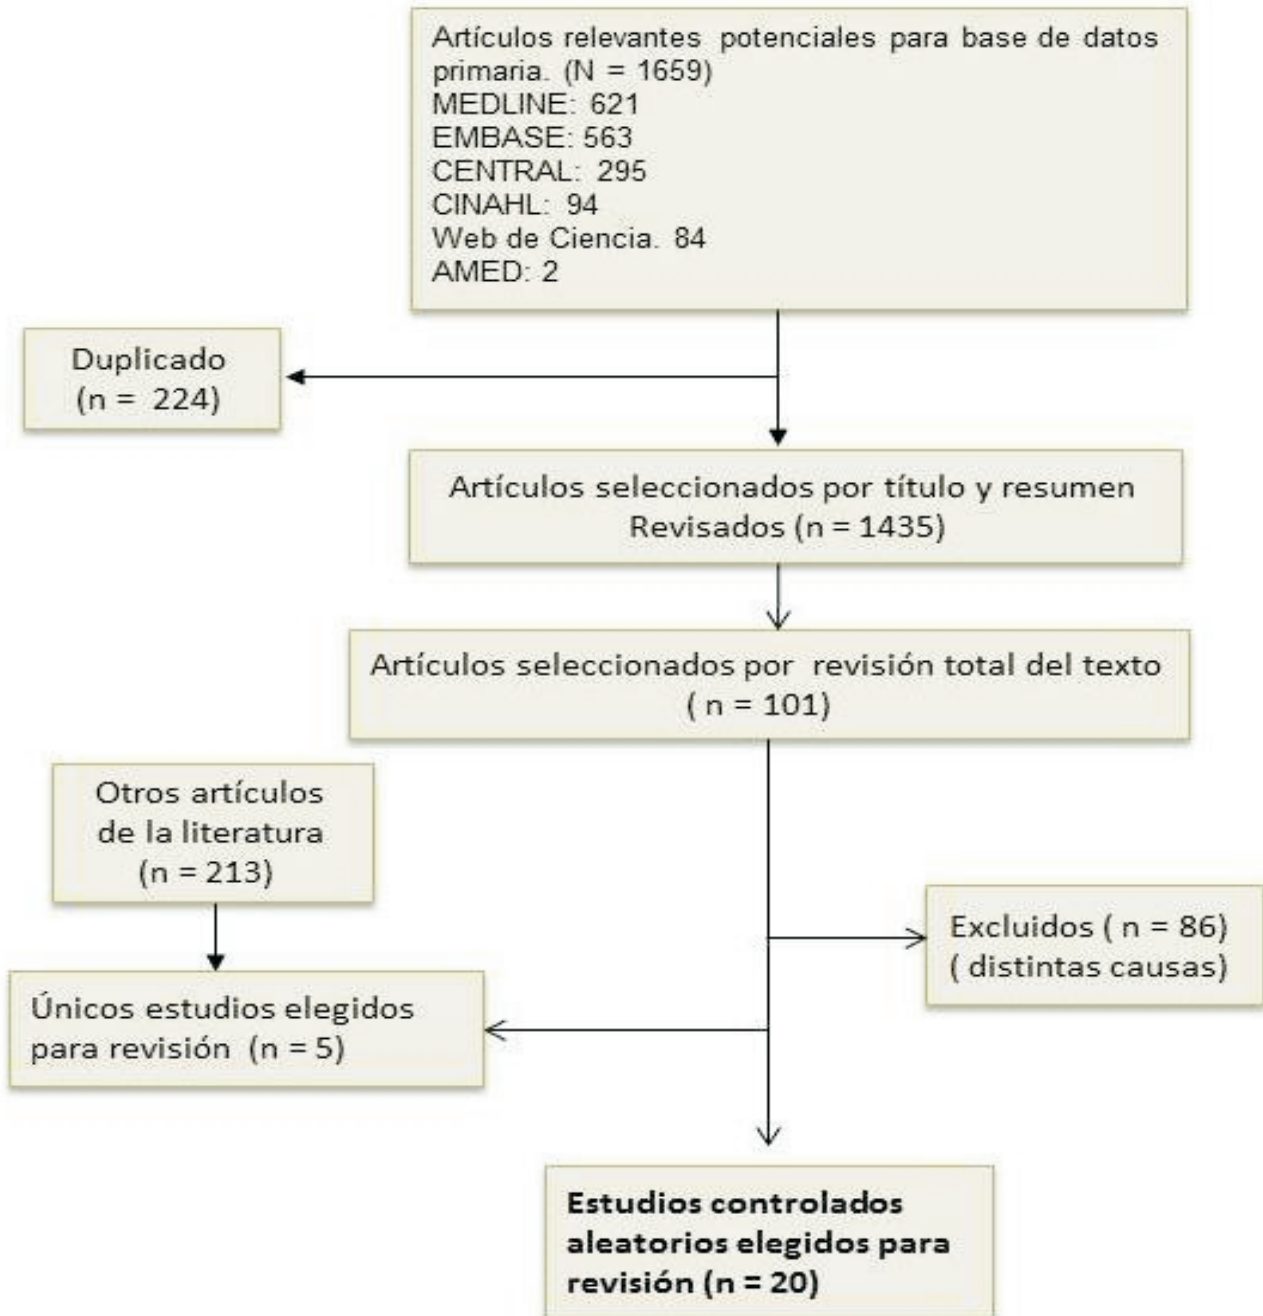 Artículos relevantes potenciales para base de datos
primaria. (N = 1659)
MEDLINE: 621
EMBASE: 563
CENTRAL: 295
CINAHL: 94
Web de Ciencia. 84
AMED: 2
Duplicado
(n = 224)
Artículos seleccionados por título y resumen
Revisados (n = 1435)
Artículos seleccionados por revisión total del texto
( n = 101)
Otros artículos
de la literatura
(n = 213)
Excluidos ( n = 86)
( distintas causas)
Únicos estudios elegidos
para revisión (n = 5)
Estudios controlados
aleatorios elegidos para
revisión (n = 20)